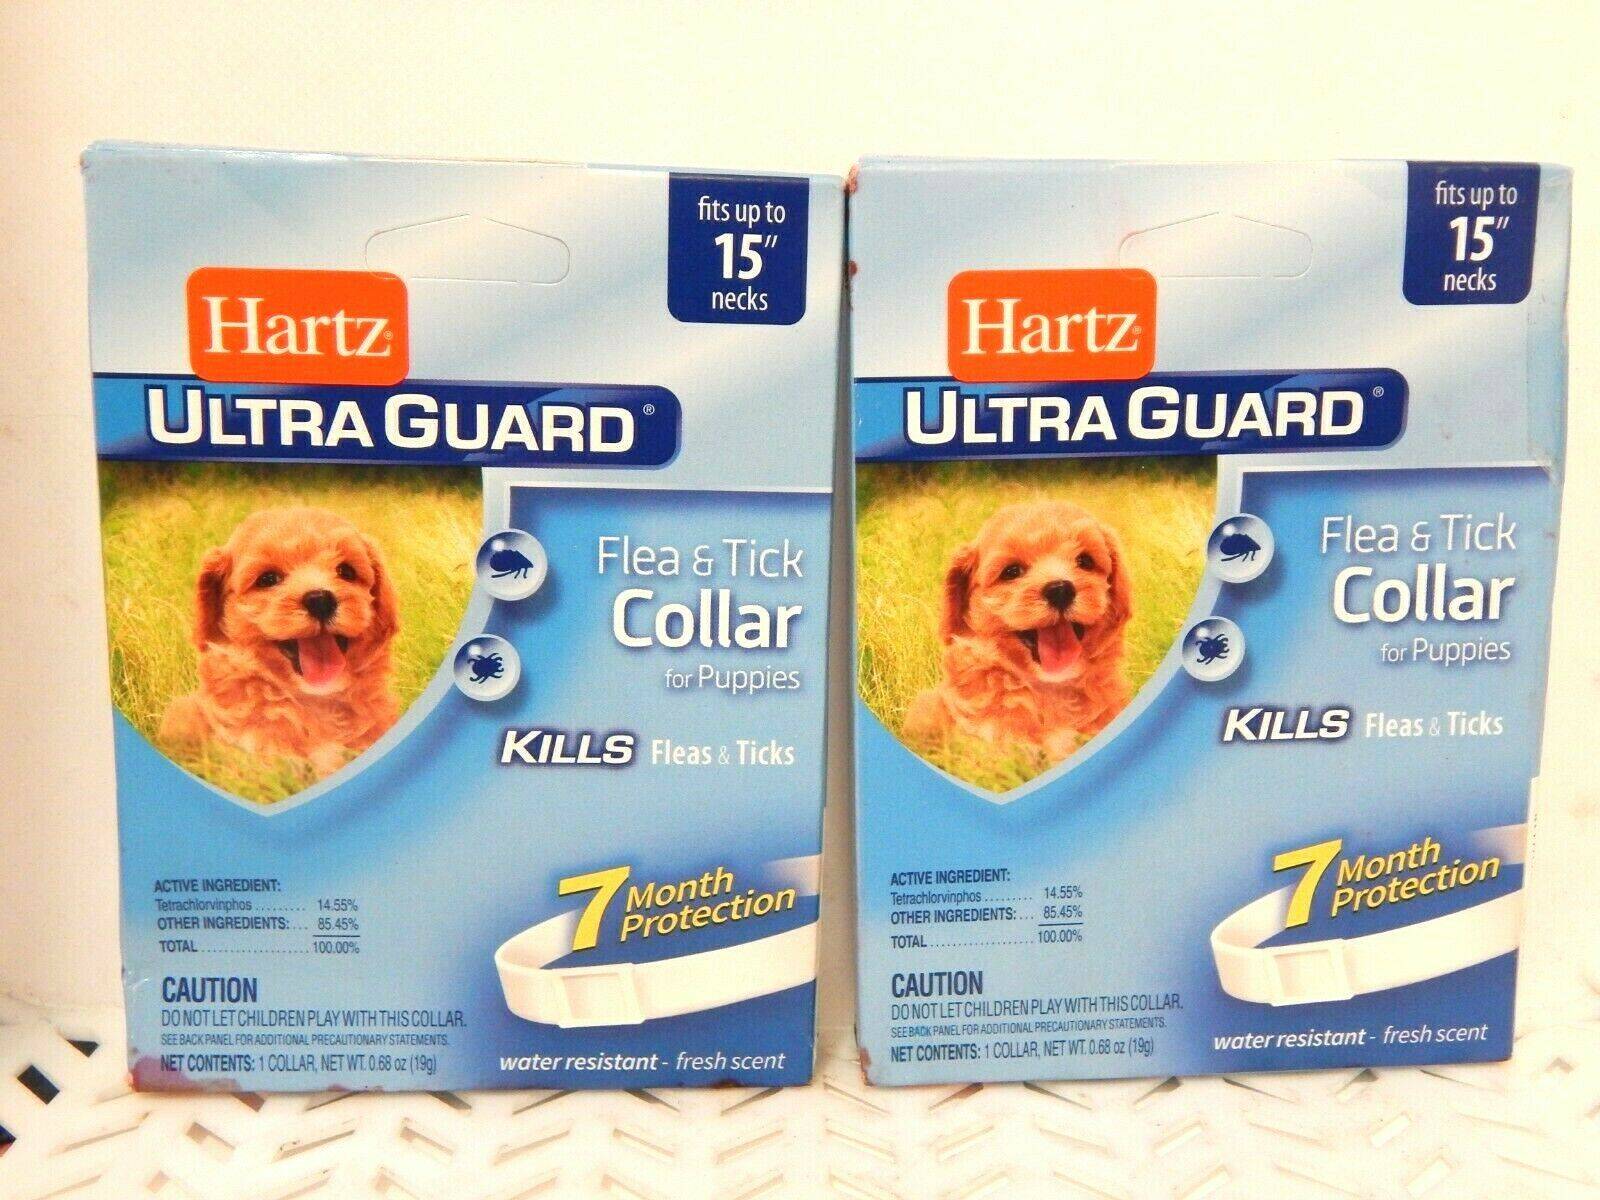 fits up to
15"
necks
Hartz®
ULTRA GUARD®
Flea & Tick
Collar
for Puppies
KILLS Fleas & Ticks
7 Month
Protection
ACTIVE INGREDIENT:
Tetrachlorvinphos .......... 14.55%
OTHER INGREDIENTS: ... 85.45%
TOTAL .................... 100.00%
CAUTION
DO NOT LET CHILDREN PLAY WITH THIS COLLAR.
SEE BACK PANEL FOR ADDITIONAL PRECAUTIONARY STATEMENTS.
NET CONTENTS: 1 COLLAR, NET WT. 0.68 oz (19g)
water resistant - fresh scent
fits up to
15"
necks
Hartz®
ULTRA GUARD®
Flea & Tick
Collar
for Puppies
KILLS Fleas & Ticks
7 Month
Protection
ACTIVE INGREDIENT:
Tetrachlorvinphos .......... 14.55%
OTHER INGREDIENTS: ... 85.45%
TOTAL .................... 100.00%
CAUTION
DO NOT LET CHILDREN PLAY WITH THIS COLLAR.
SEE BACK PANEL FOR ADDITIONAL PRECAUTIONARY STATEMENTS.
NET CONTENTS: 1 COLLAR, NET WT. 0.68 oz (19g)
water resistant - fresh scent